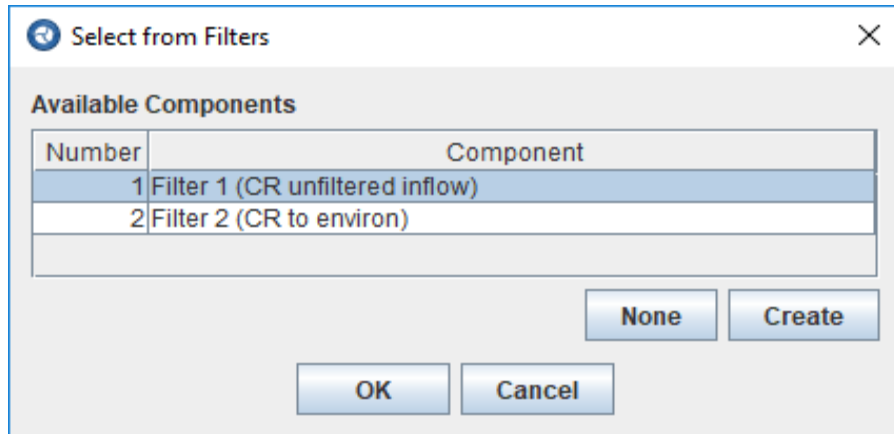 Select from Filters
Available Components
Number Component
1 Filter 1 (CR unfiltered inflow)
2 Filter 2 (CR to environ)
None Create
OK Cancel